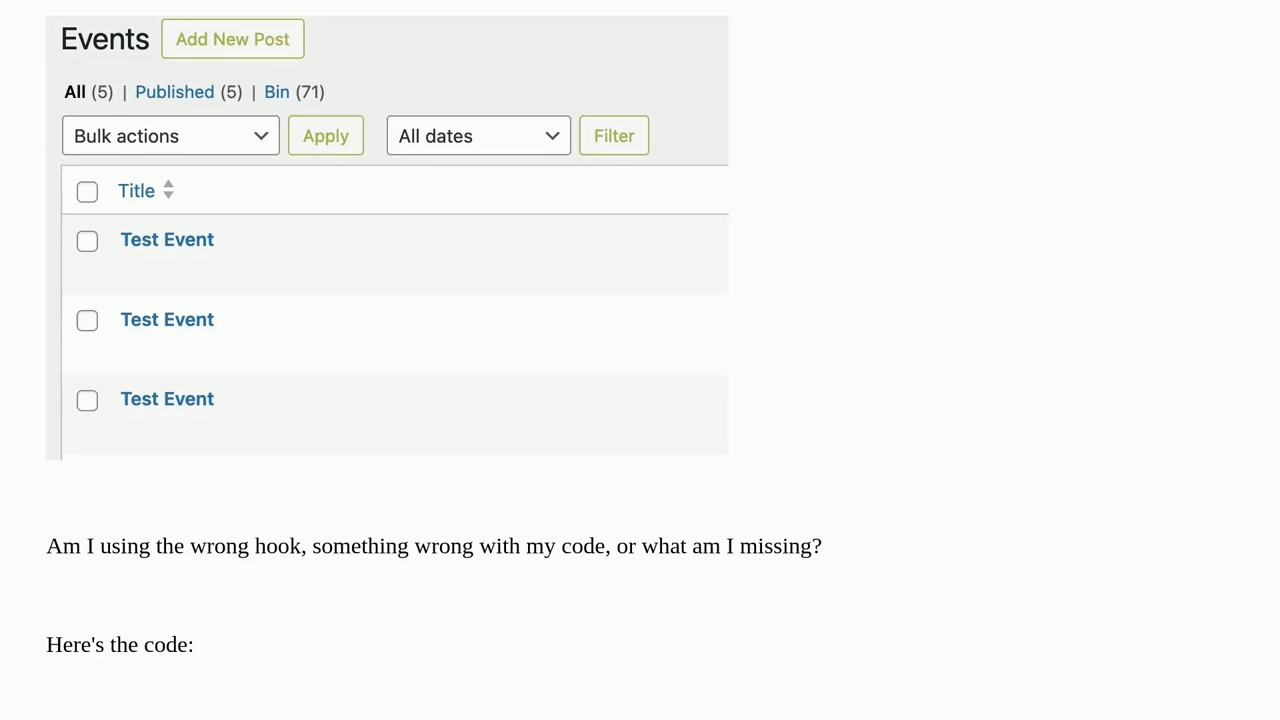 Events Add New Post
All (5) | Published (5) | Bin (71)
Bulk actions Apply All dates Filter
Title
Test Event
Test Event
Test Event
Am I using the wrong hook, something wrong with my code, or what am I missing?
Here's the code: